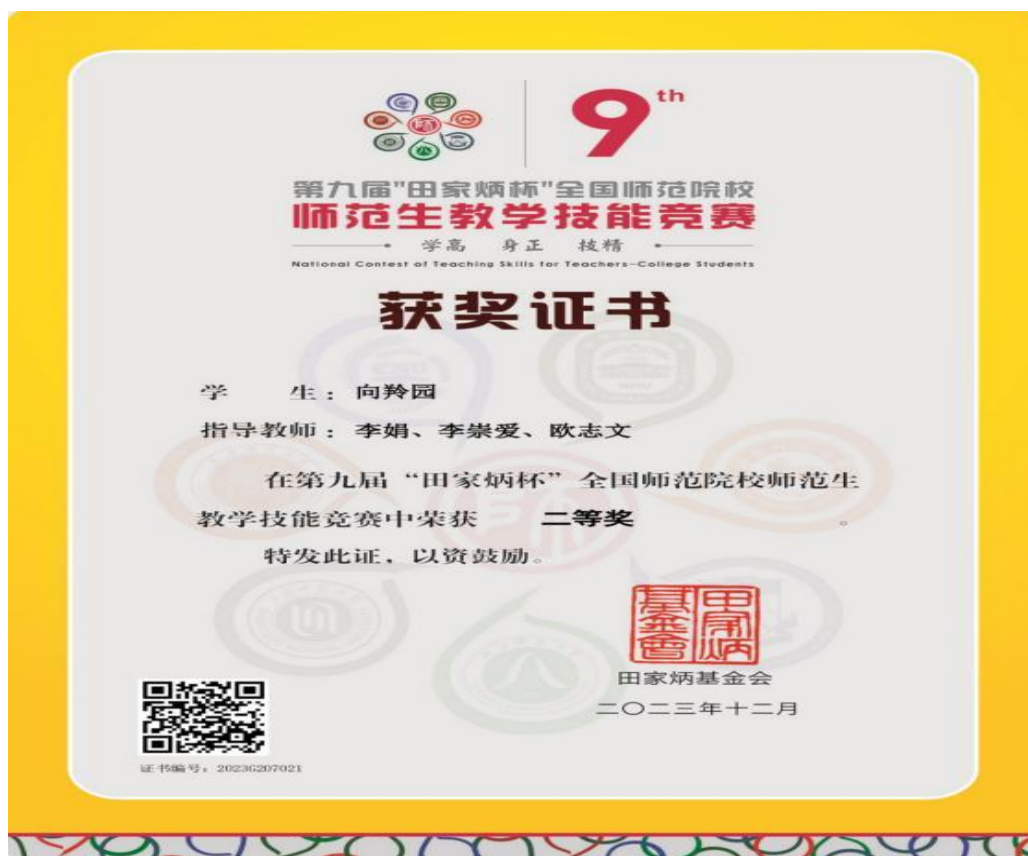 9th
第九届"田家炳杯"全国师范院校
师范生教学技能竞赛
学高 身正 技精
National Contest of Teaching Skills for Teachers-College Students
获奖证书
学 生：向羚园
指导教师：李娟、李崇爱、欧志文
在第九届“田家炳杯”全国师范院校师范生
教学技能竞赛中荣获 二等奖 。
特发此证，以资鼓励。
田家炳基金會
田家炳基金会
二〇二三年十二月
证书编号：2023G207021